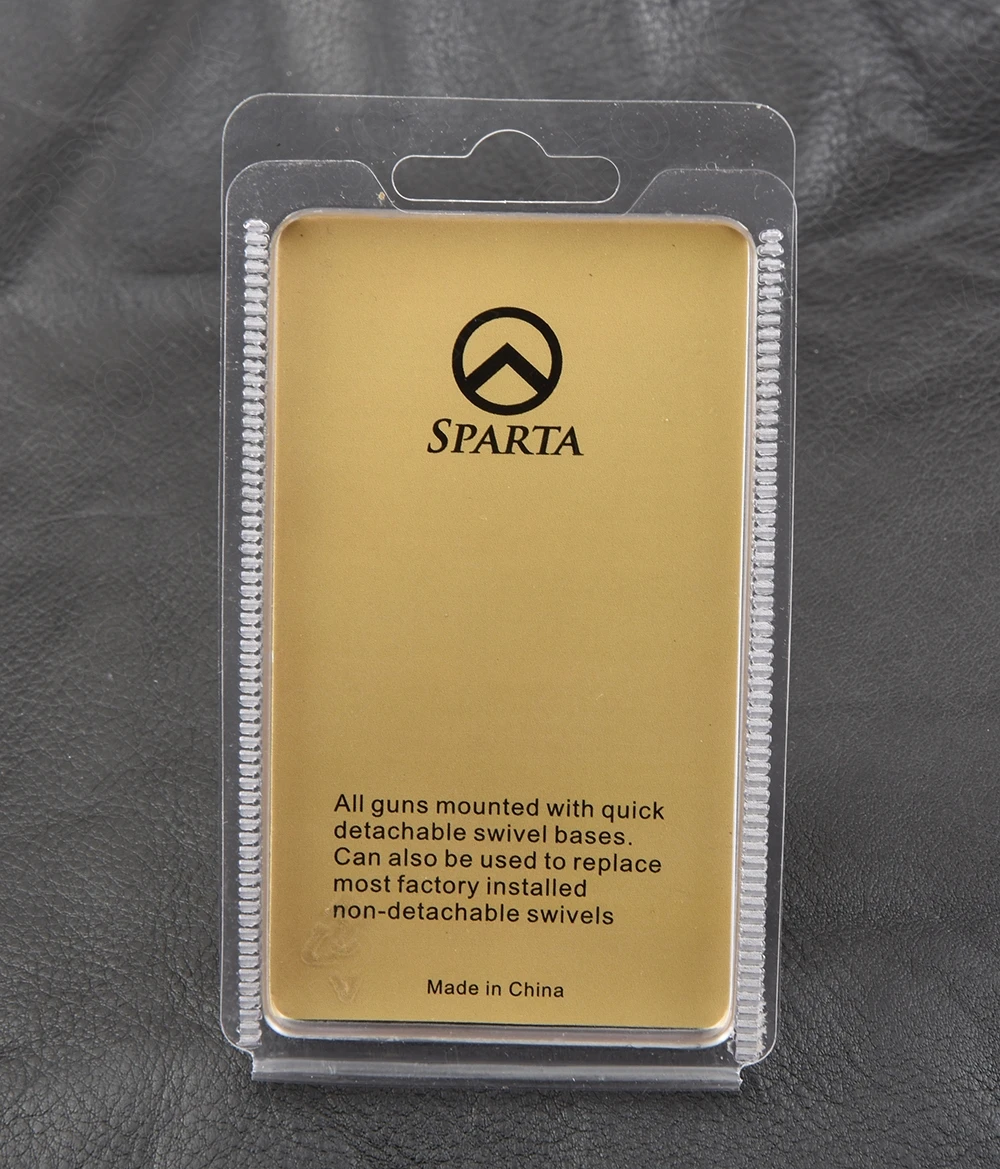 SPARTA
All guns mounted with quick
detachable swivel bases.
Can also be used to replace
most factory installed
non-detachable swivels
Made in China